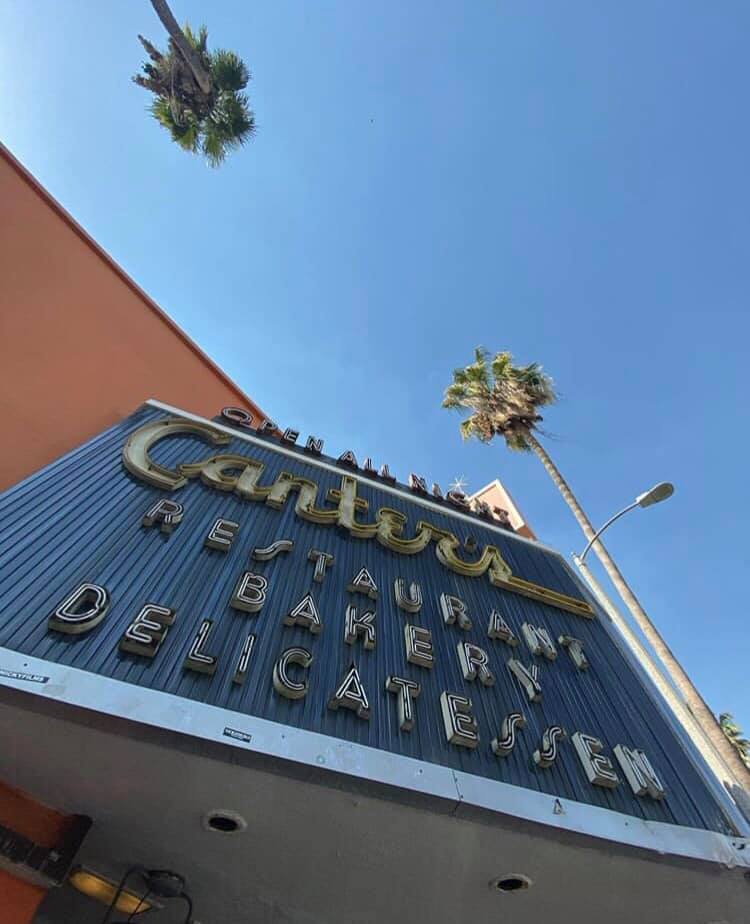 OPEN ALL NIGHT
Canter's
RESTAURANT
BAKERY
DELICATESSEN